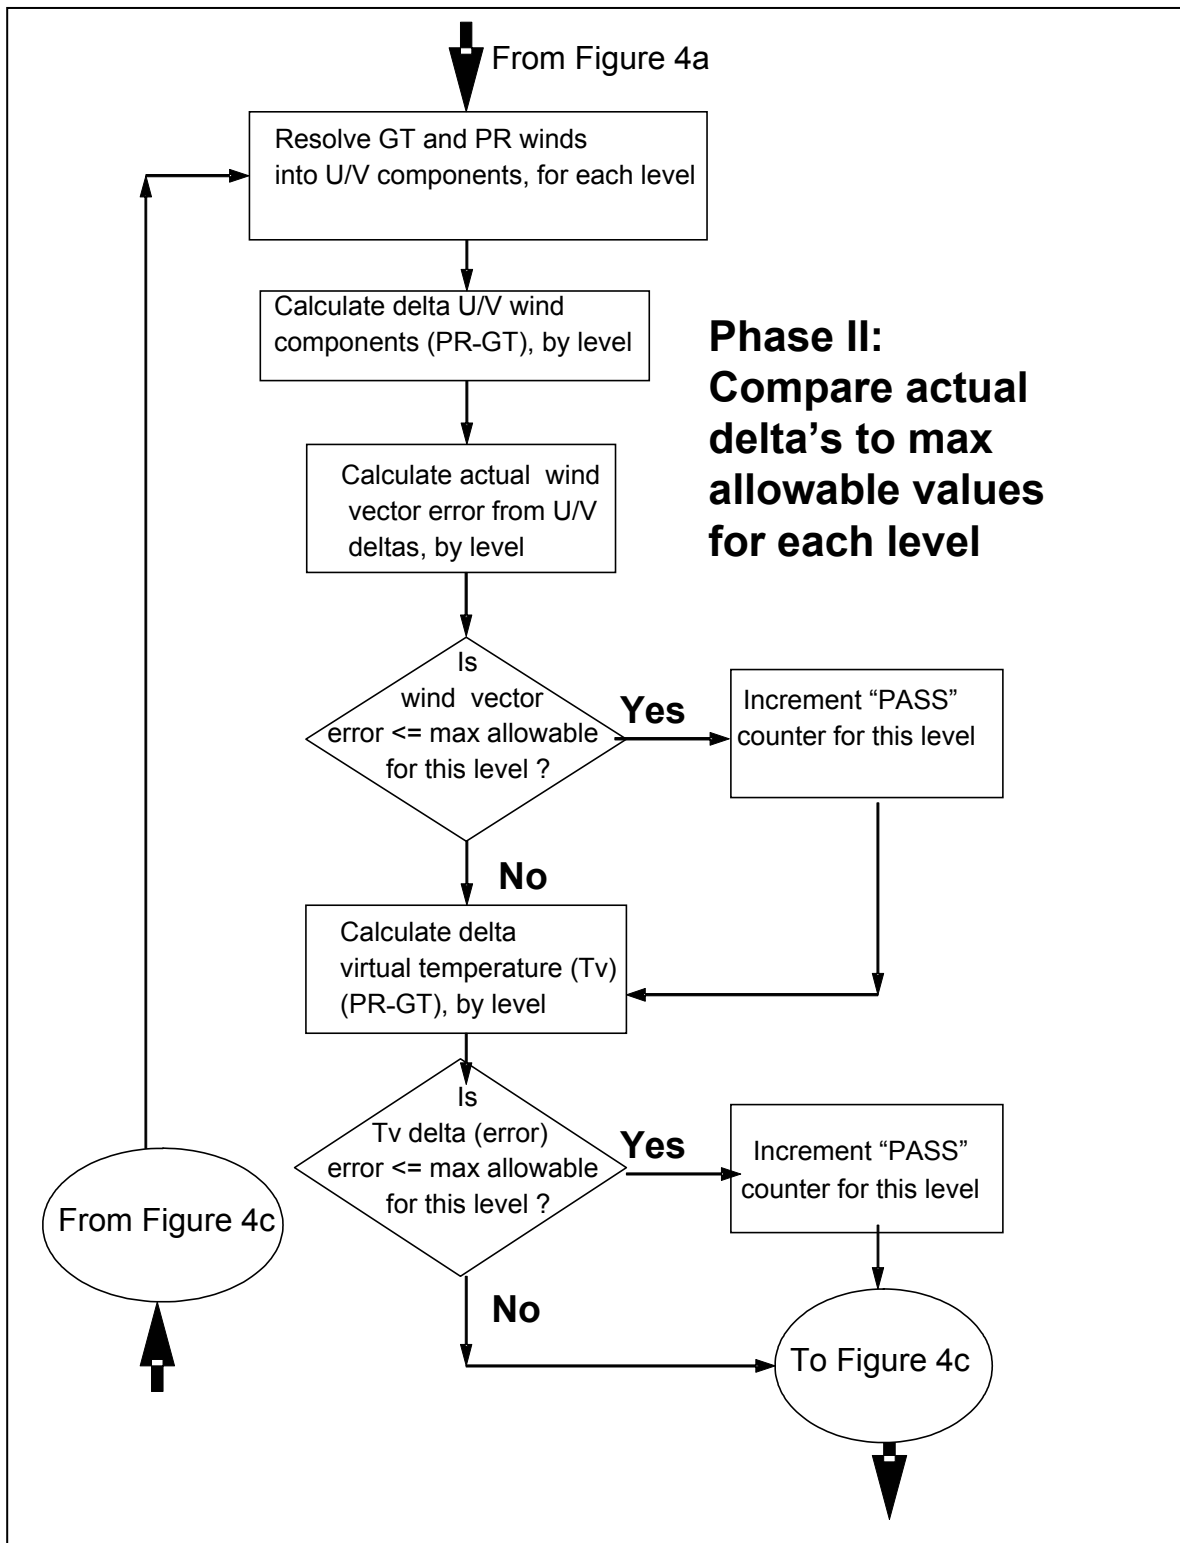 From Figure 4a
Resolve GT and PR winds
into U/V components, for each level
Calculate delta U/V wind
components (PR-GT), by level
Phase II:
Compare actual
delta's to max
allowable values
for each level
Calculate actual wind
vector error from U/V
deltas, by level
Is
wind vector
error <= max allowable
for this level ?
Yes
Increment “PASS”
counter for this level
No
Calculate delta
virtual temperature (Tv)
(PR-GT), by level
Is
Tv delta (error)
error <= max allowable
for this level ?
Yes
Increment “PASS”
counter for this level
From Figure 4c
No
To Figure 4c